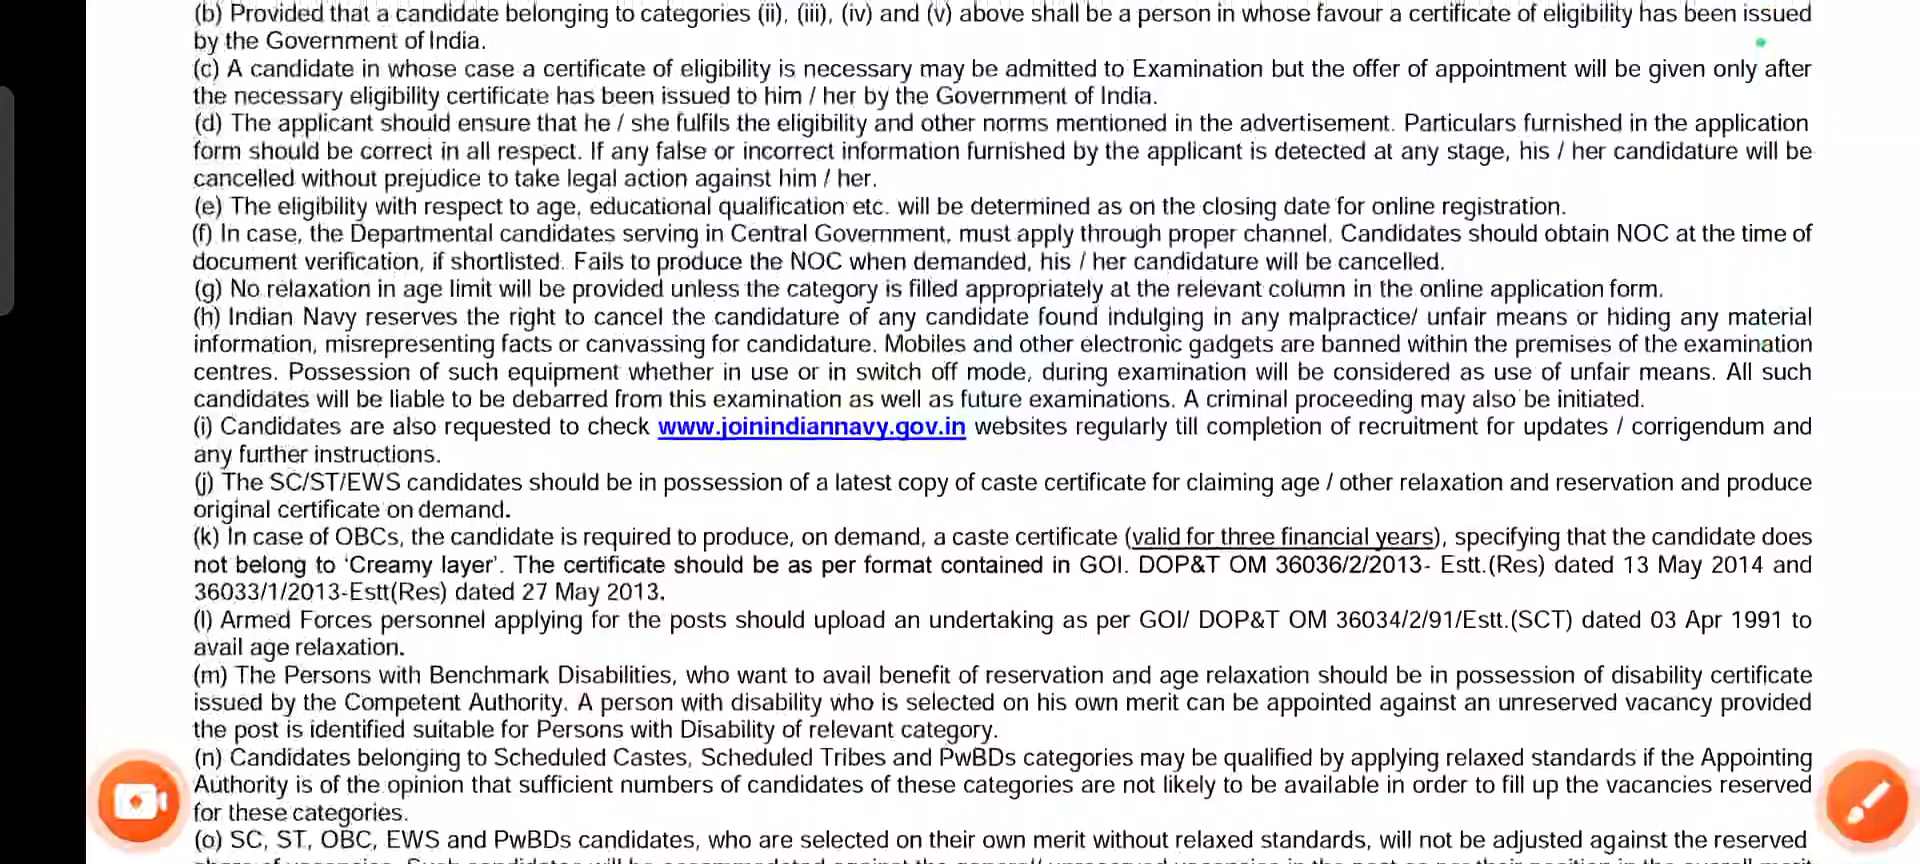 (b) Provided that a candidate belonging to categories (ii), (iii), (iv) and (v) above shall be a person in whose favour a certificate of eligibility has been issued
by the Government of India.
(c) A candidate in whose case a certificate of eligibility is necessary may be admitted to Examination but the offer of appointment will be given only after
the necessary eligibility certificate has been issued to him / her by the Government of India.
(d) The applicant should ensure that he / she fulfils the eligibility and other norms mentioned in the advertisement. Particulars furnished in the application
form should be correct in all respect. If any false or incorrect information furnished by the applicant is detected at any stage, his / her candidature will be
cancelled without prejudice to take legal action against him / her.
(e) The eligibility with respect to age, educational qualification etc. will be determined as on the closing date for online registration.
(f) In case, the Departmental candidates serving in Central Government, must apply through proper channel. Candidates should obtain NOC at the time of
document verification, if shortlisted. Fails to produce the NOC when demanded, his / her candidature will be cancelled.
(g) No relaxation in age limit will be provided unless the category is filled appropriately at the relevant column in the online application form.
(h) Indian Navy reserves the right to cancel the candidature of any candidate found indulging in any malpractice/ unfair means or hiding any material
information, misrepresenting facts or canvassing for candidature. Mobiles and other electronic gadgets are banned within the premises of the examination
centres. Possession of such equipment whether in use or in switch off mode, during examination will be considered as use of unfair means. All such
candidates will be liable to be debarred from this examination as well as future examinations. A criminal proceeding may also be initiated.
(i) Candidates are also requested to check www.joinindiannavy.gov.in websites regularly till completion of recruitment for updates / corrigendum and
any further instructions.
(j) The SC/ST/EWS candidates should be in possession of a latest copy of caste certificate for claiming age / other relaxation and reservation and produce
original certificate on demand.
(k) In case of OBCs, the candidate is required to produce, on demand, a caste certificate (valid for three financial years), specifying that the candidate does
not belong to 'Creamy layer'. The certificate should be as per format contained in GOI. DOP&T OM 36036/2/2013- Estt.(Res) dated 13 May 2014 and
36033/1/2013-Estt(Res) dated 27 May 2013.
(l) Armed Forces personnel applying for the posts should upload an undertaking as per GOI/ DOP&T OM 36034/2/91/Estt.(SCT) dated 03 Apr 1991 to
avail age relaxation.
(m) The Persons with Benchmark Disabilities, who want to avail benefit of reservation and age relaxation should be in possession of disability certificate
issued by the Competent Authority. A person with disability who is selected on his own merit can be appointed against an unreserved vacancy provided
the post is identified suitable for Persons with Disability of relevant category.
(n) Candidates belonging to Scheduled Castes, Scheduled Tribes and PwBDs categories may be qualified by applying relaxed standards if the Appointing
Authority is of the opinion that sufficient numbers of candidates of these categories are not likely to be available in order to fill up the vacancies reserved
for these categories.
(o) SC, ST, OBC, EWS and PwBDs candidates, who are selected on their own merit without relaxed standards, will not be adjusted against the reserved